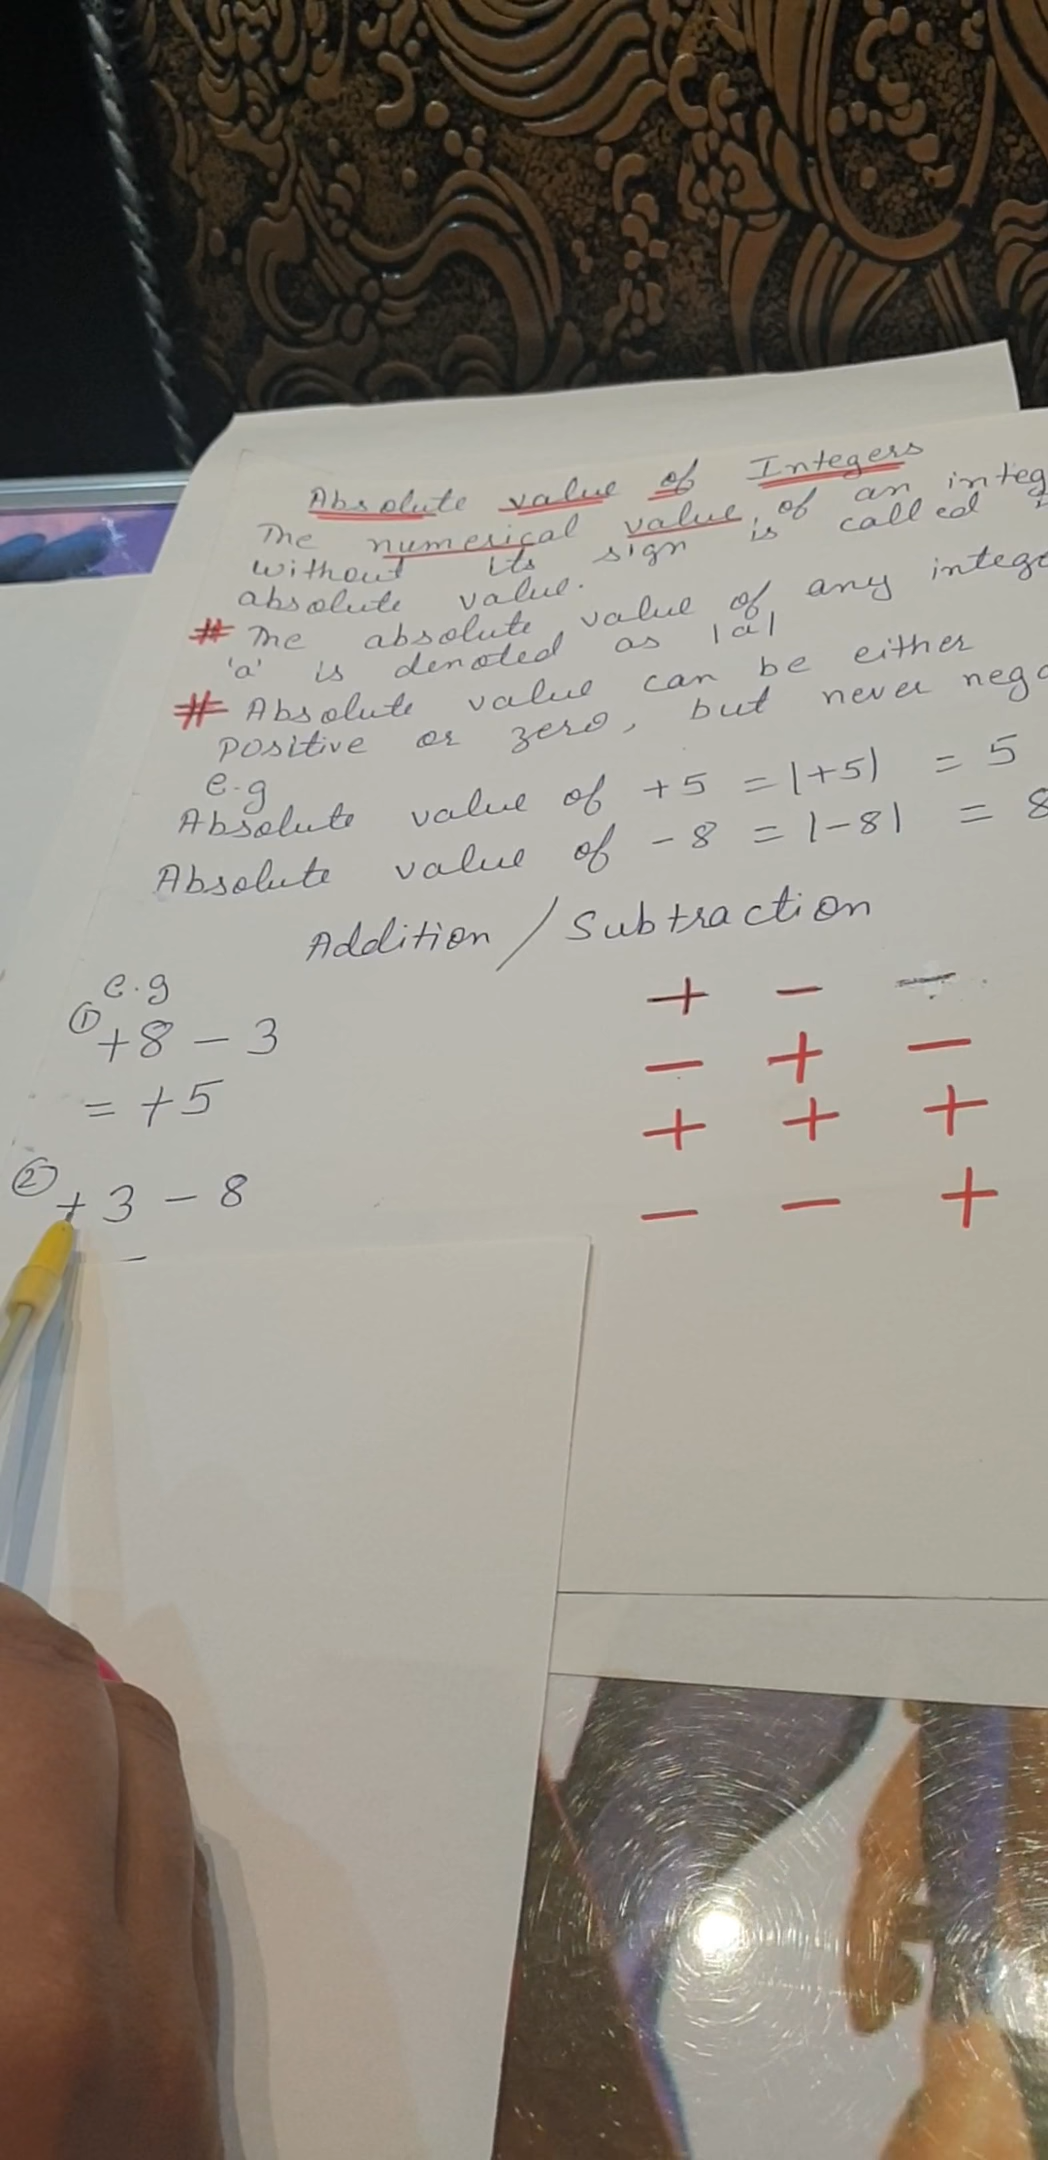 Absolute value of Integers
The numerical value of an integ
without its sign is called
absolute value.
# The absolute value of any intege
'a' is denoted as |a|
# Absolute value can be either
positive or zero, but never nega
e.g
Absolute value of +5 = |+5| = 5
Absolute value of -8 = |-8| = 8
Addition / Subtraction
e.g
① +8 - 3
= +5
② +3 - 8
+ - -
- + -
+ + +
- - +